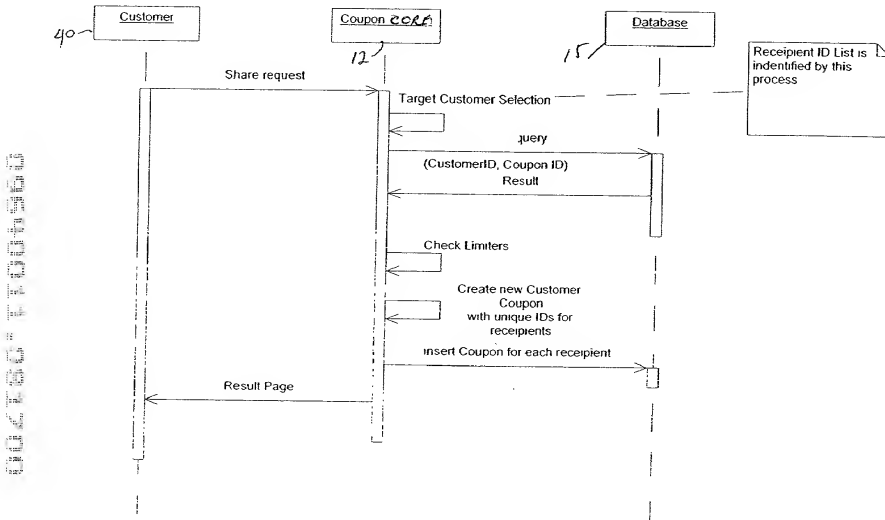 Customer
Coupon CORA
Database
40
12
15
Receipient ID List is
indentified by this
process
Share request
Target Customer Selection
query
(CustomerID, Coupon ID)
Result
Check Limiters
Create new Customer
Coupon
with unique IDs for
receipients
Insert Coupon for each receipient
Result Page